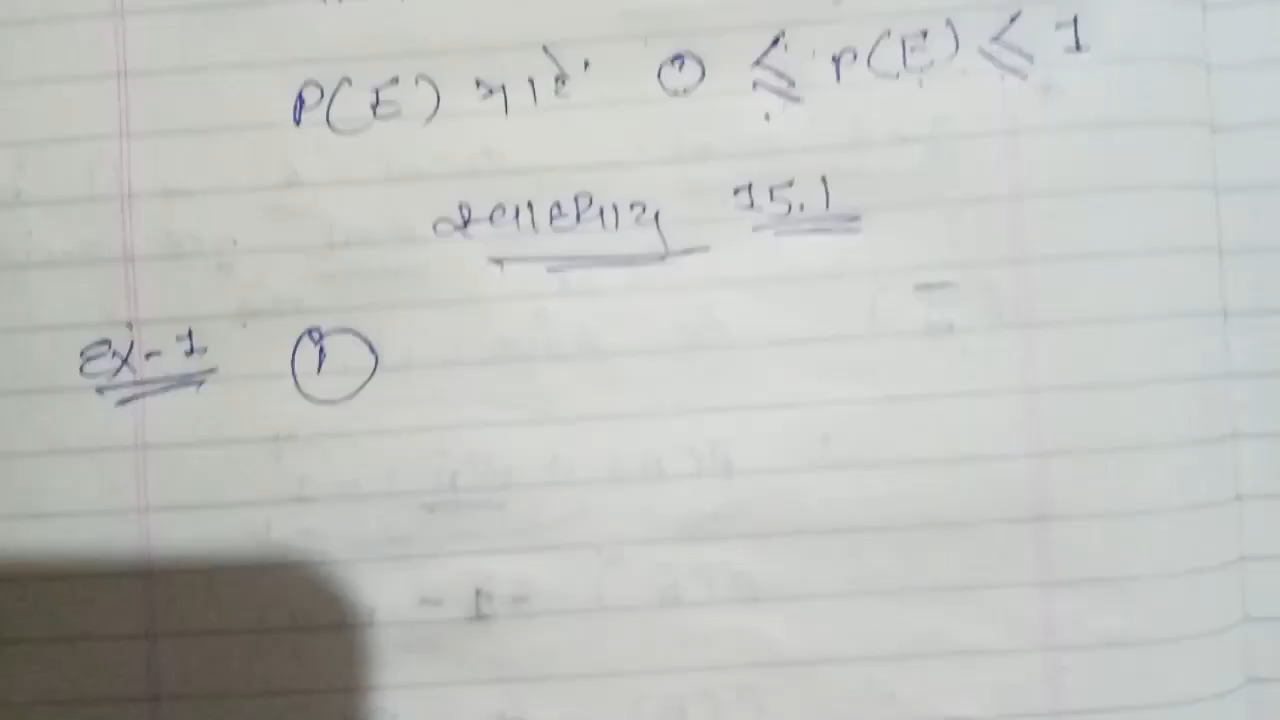 P(E) માટે 0 ≤ P(E) ≤ 1
સ્વાધ્યાય 15.1
Ex-1 (i)